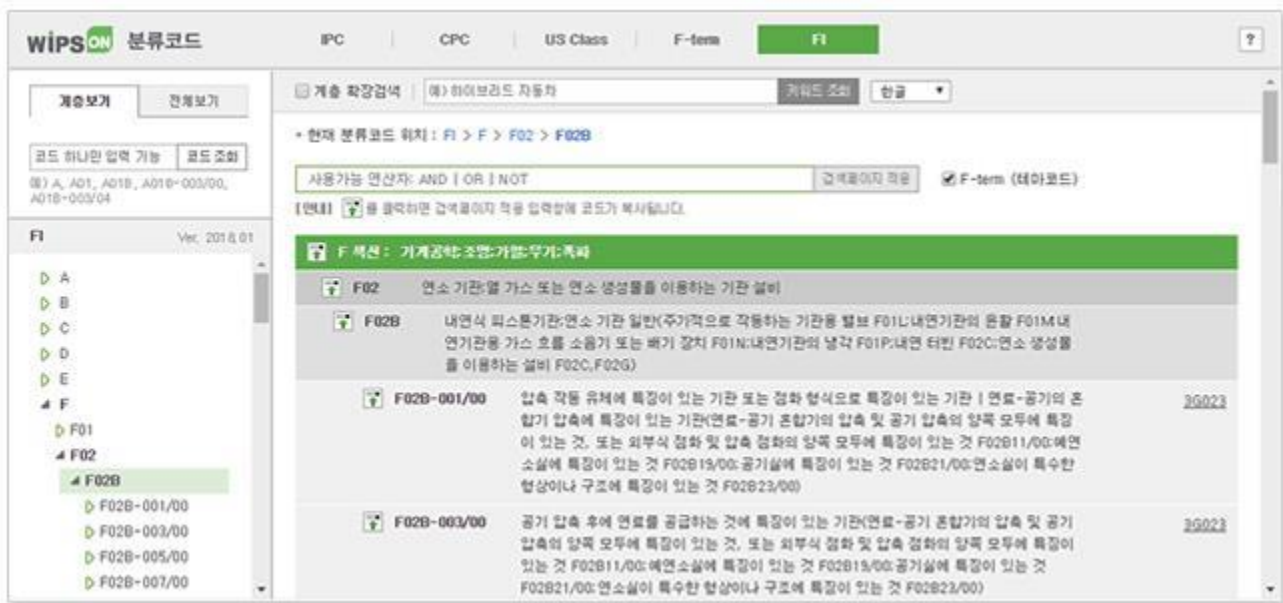 WIPS ON 분류코드
IPC
CPC
US Class
F-term
FI
?
계층보기
전체보기
코드 하나만 입력 가능
코드 조회
예) A, A01, A01B, A01B-003/00,
A01B-003/04
FI
Ver. 2018.01
A
B
C
D
E
F
F01
F02
F02B
F02B-001/00
F02B-003/00
F02B-005/00
F02B-007/00
계층 확장검색
예) 하이브리드 자동차
키워드 조회
한글
현재 분류코드 위치 : FI > F > F02 > F02B
사용가능 연산자: AND | OR | NOT
검색페이지 적용
F-term (테마코드)
[안내] 를 클릭하면 검색페이지 적용 입력창에 코드가 복사됩니다.
F 섹션 : 기계공학;조명;가열;무기;폭파
F02 연소 기관;열 가스 또는 연소 생성물을 이용하는 기관 설비
F02B 내연식 피스톤기관;연소 기관 일반(주기적으로 작동하는 기관용 밸브 F01L;내연기관의 윤활 F01M;내
연기관용 가스 흐름 소음기 또는 배기 장치 F01N;내연기관의 냉각 F01P;내연 터빈 F02C;연소 생성물
을 이용하는 설비 F02C,F02G)
F02B-001/00 압축 작동 유체에 특징이 있는 기관 또는 점화 형식으로 특징이 있는 기관 | 연료-공기의 혼 3G023
합기 압축에 특징이 있는 기관(연료-공기 혼합기의 압축 및 공기 압축의 양쪽 모두에 특징
이 있는 것, 또는 외부식 점화 및 압축 점화의 양쪽 모두에 특징이 있는 것 F02B11/00;예연
소실에 특징이 있는 것 F02B19/00;공기실에 특징이 있는 것 F02B21/00;연소실이 특수한
형상이나 구조에 특징이 있는 것 F02B23/00)
F02B-003/00 공기 압축 후에 연료를 공급하는 것에 특징이 있는 기관(연료-공기 혼합기의 압축 및 공기 3G023
압축의 양쪽 모두에 특징이 있는 것, 또는 외부식 점화 및 압축 점화의 양쪽 모두에 특징이
있는 것 F02B11/00;예연소실에 특징이 있는 것 F02B19/00;공기실에 특징이 있는 것
F02B21/00;연소실이 특수한 형상이나 구조에 특징이 있는 것 F02B23/00)